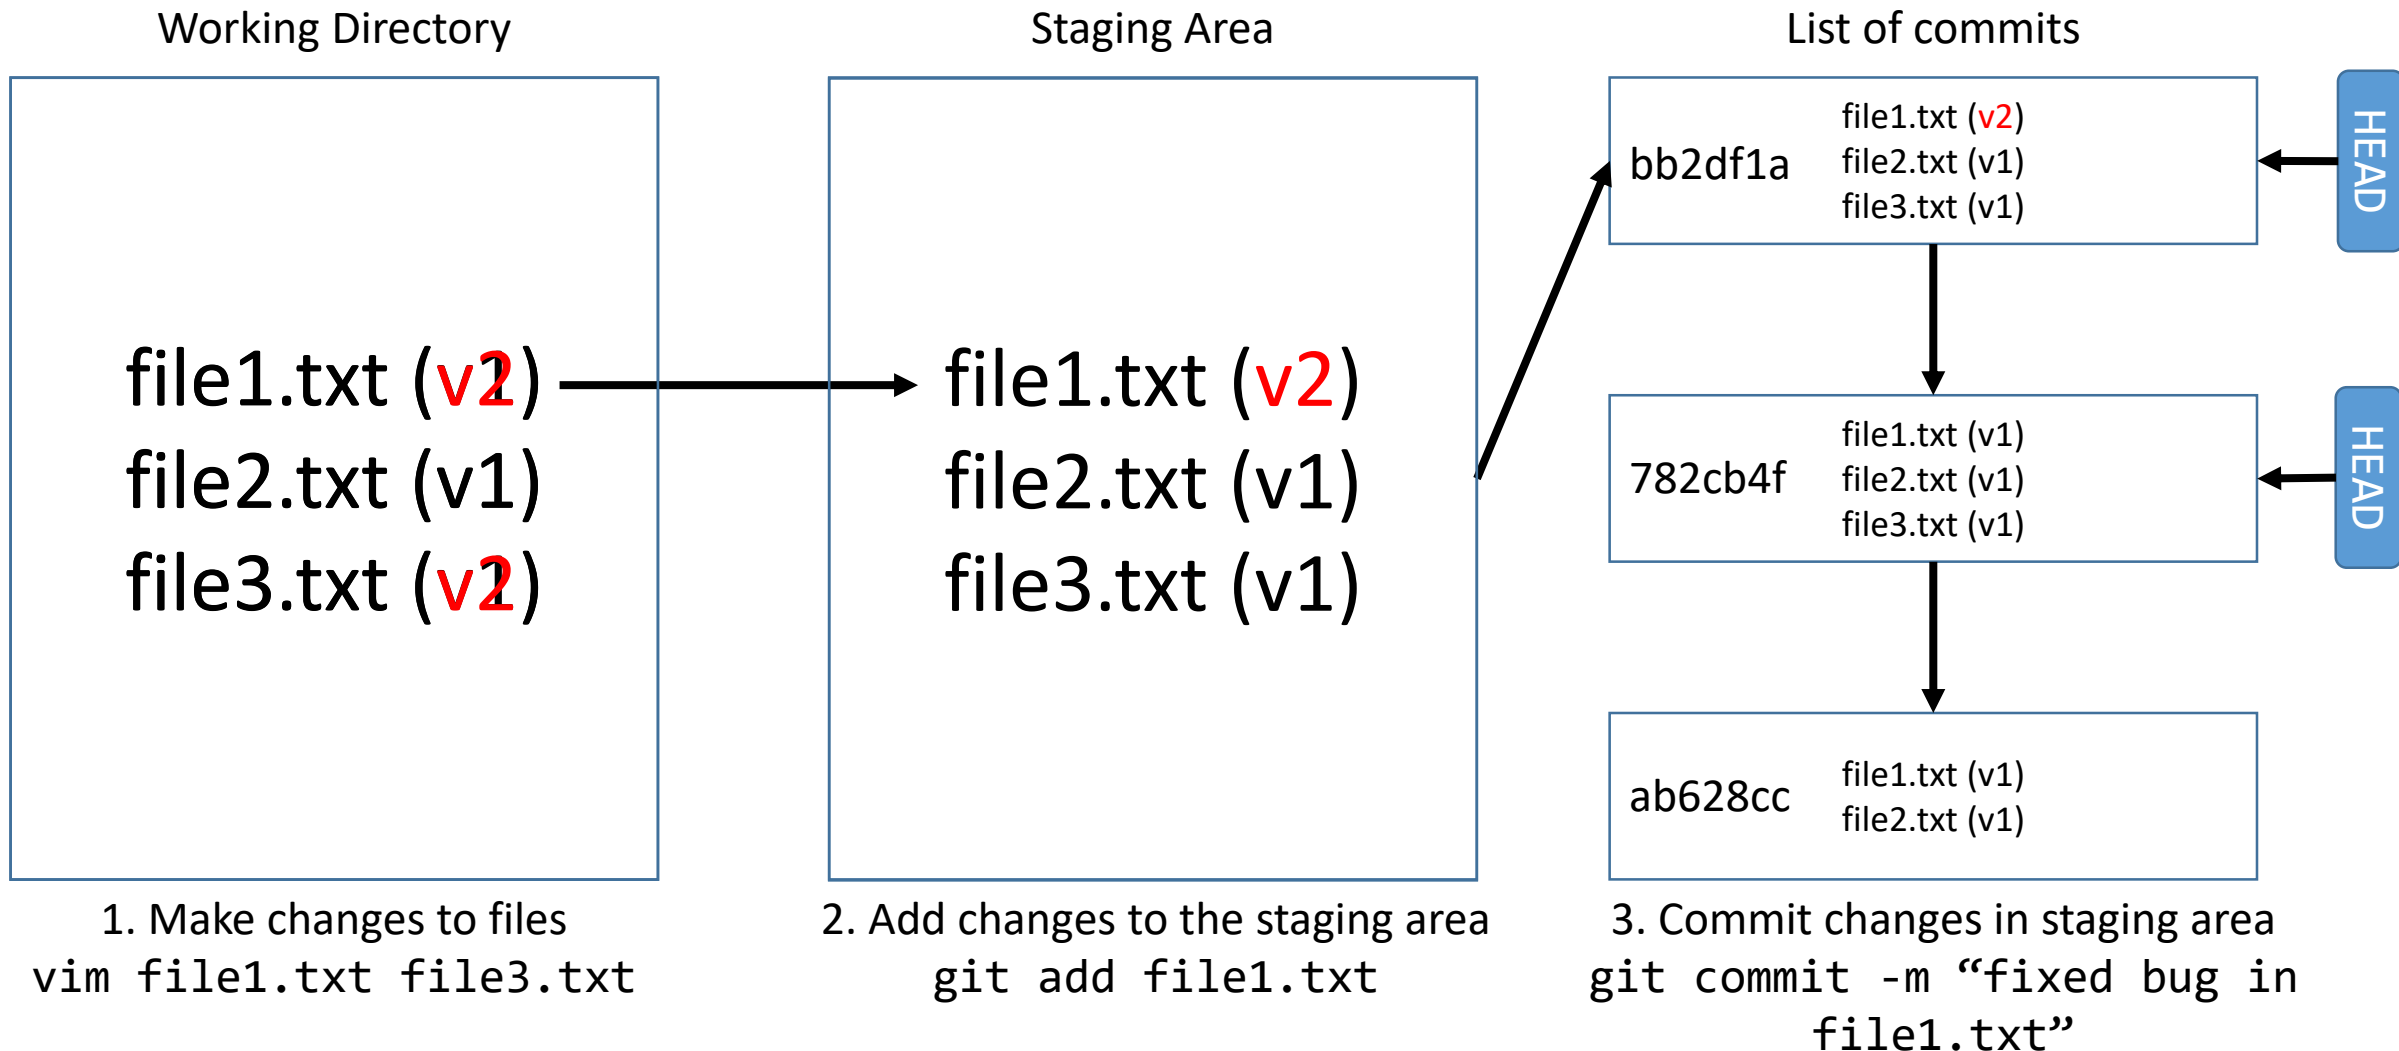 Working Directory
file1.txt (v2)
file2.txt (v1)
file3.txt (v2)
1. Make changes to files
vim file1.txt file3.txt
Staging Area
file1.txt (v2)
file2.txt (v1)
file3.txt (v1)
2. Add changes to the staging area
git add file1.txt
List of commits
bb2df1a
file1.txt (v2)
file2.txt (v1)
file3.txt (v1)
HEAD
782cb4f
file1.txt (v1)
file2.txt (v1)
file3.txt (v1)
HEAD
ab628cc
file1.txt (v1)
file2.txt (v1)
3. Commit changes in staging area
git commit -m “fixed bug in
file1.txt”